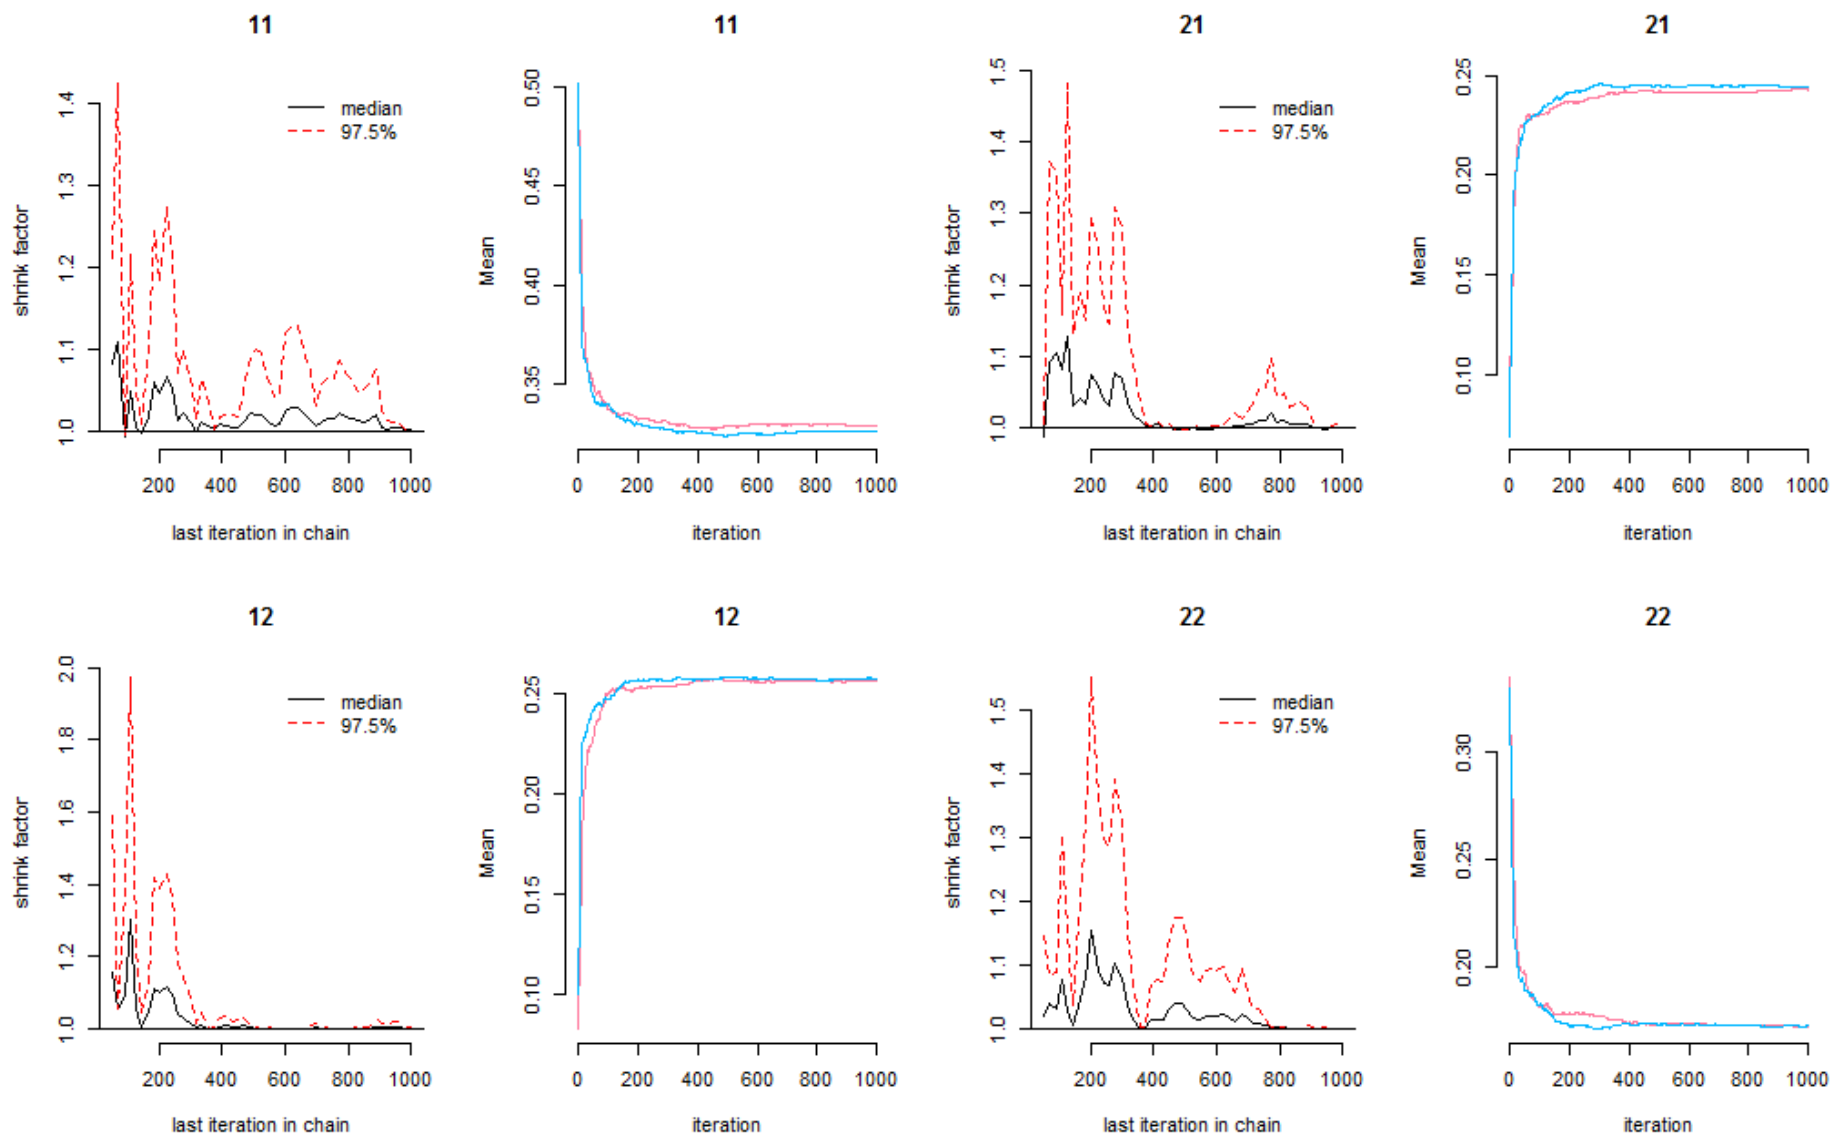 11
shrink factor
1.0 1.1 1.2 1.3 1.4
median
97.5%
200 400 600 800 1000
last iteration in chain
11
Mean
0.35 0.40 0.45 0.50
0 200 400 600 800 1000
iteration
21
shrink factor
1.0 1.1 1.2 1.3 1.4 1.5
median
97.5%
200 400 600 800 1000
last iteration in chain
21
Mean
0.10 0.15 0.20 0.25
0 200 400 600 800 1000
iteration
12
shrink factor
1.0 1.2 1.4 1.6 1.8 2.0
median
97.5%
200 400 600 800 1000
last iteration in chain
12
Mean
0.10 0.15 0.20 0.25
0 200 400 600 800 1000
iteration
22
shrink factor
1.0 1.1 1.2 1.3 1.4 1.5
median
97.5%
200 400 600 800 1000
last iteration in chain
22
Mean
0.20 0.25 0.30
0 200 400 600 800 1000
iteration